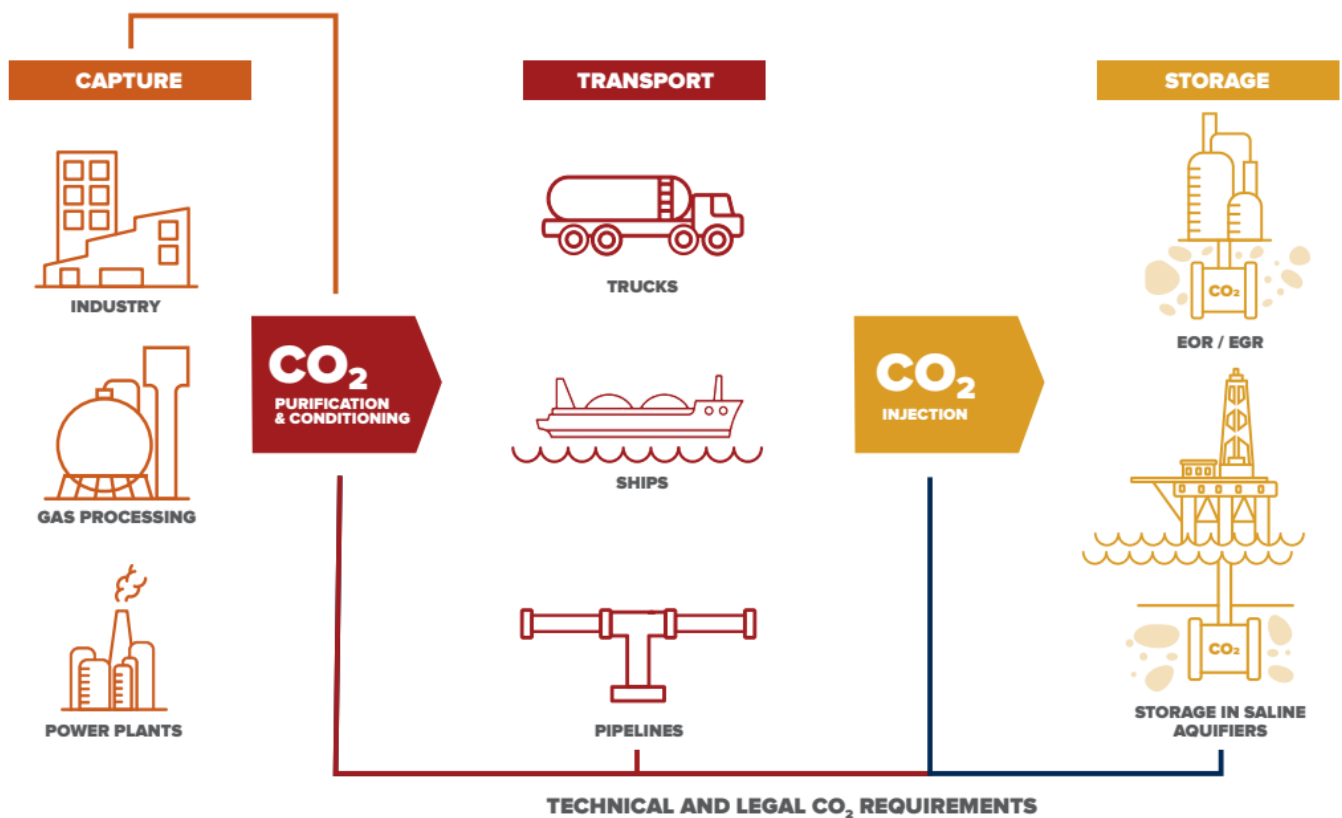 CAPTURE
INDUSTRY
GAS PROCESSING
POWER PLANTS
CO₂
PURIFICATION
& CONDITIONING
TRANSPORT
TRUCKS
SHIPS
PIPELINES
CO₂
INJECTION
STORAGE
CO₂
EOR / EGR
CO₂
STORAGE IN SALINE
AQUIFIERS
TECHNICAL AND LEGAL CO₂ REQUIREMENTS